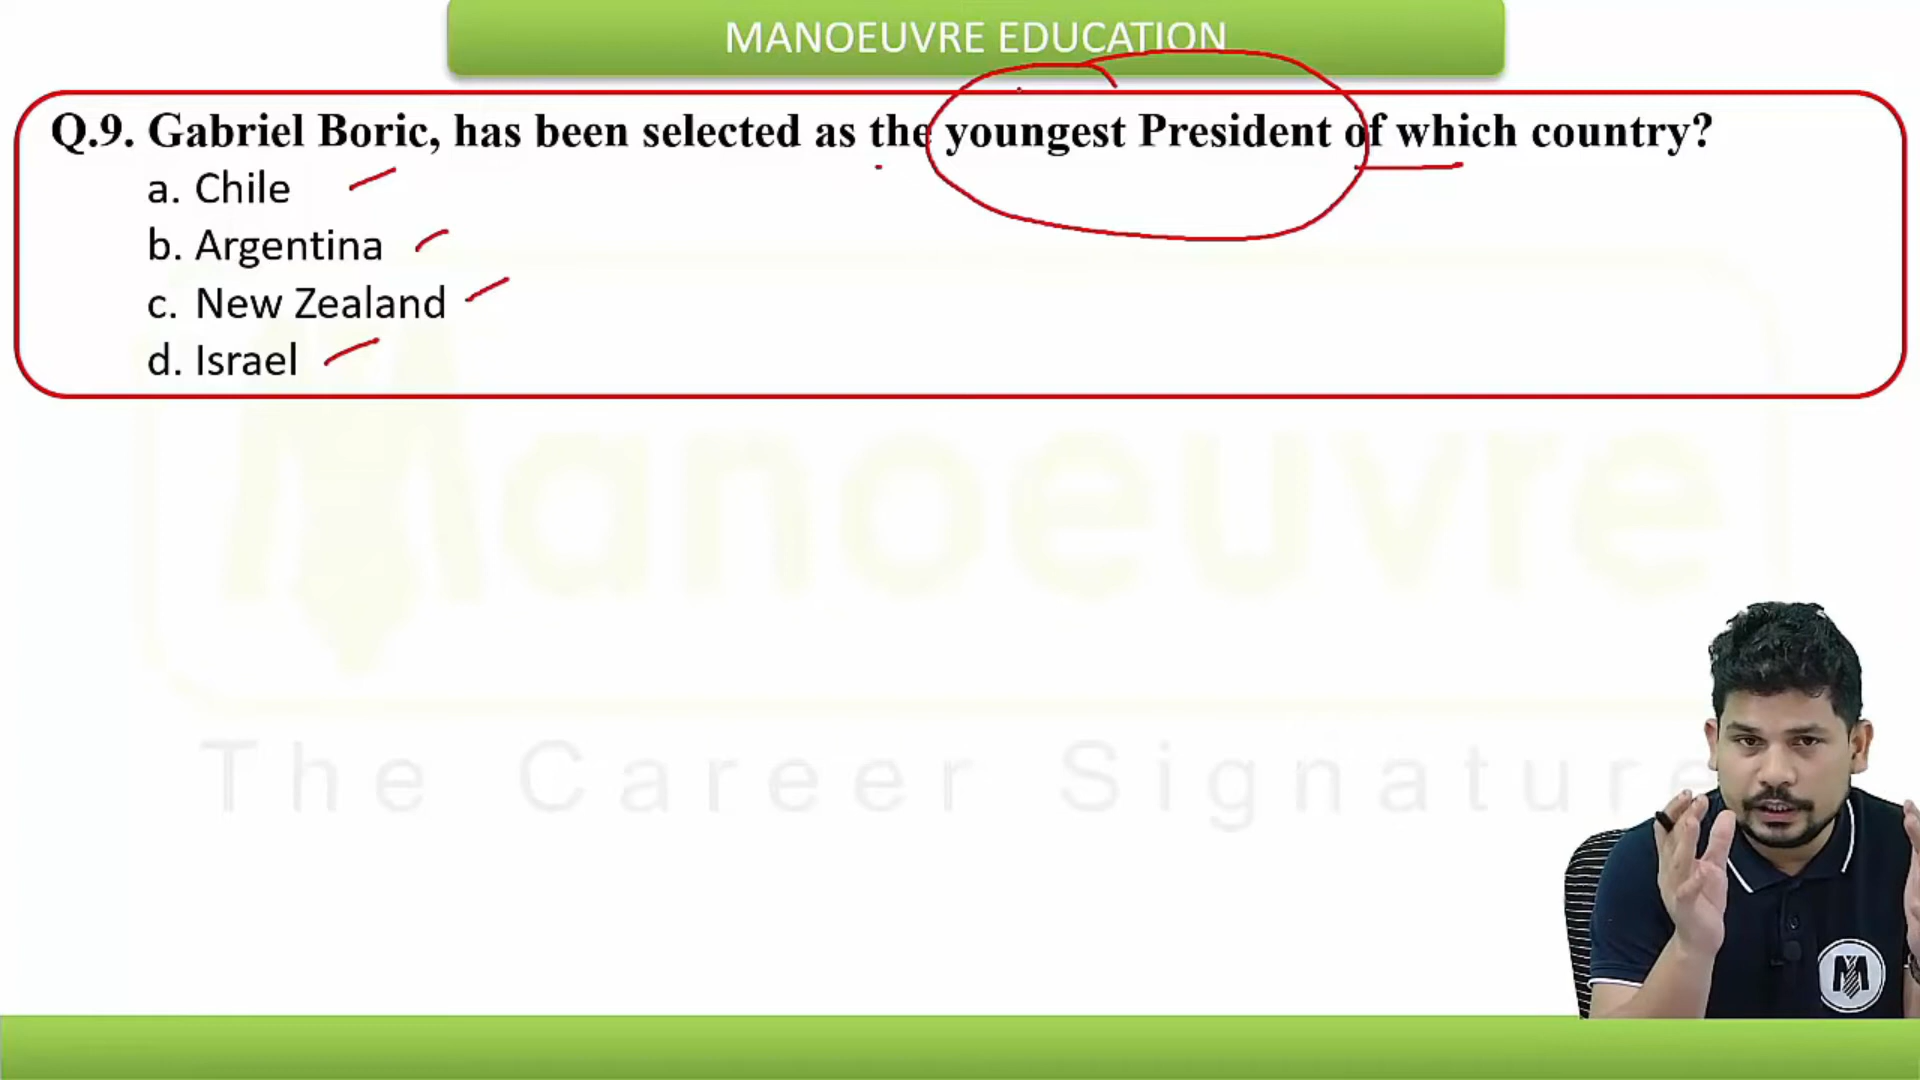 MANOEUVRE EDUCATION
Q.9. Gabriel Boric, has been selected as the youngest President of which country?
a. Chile
b. Argentina
c. New Zealand
d. Israel
Manoeuvre
The Career Signature
M